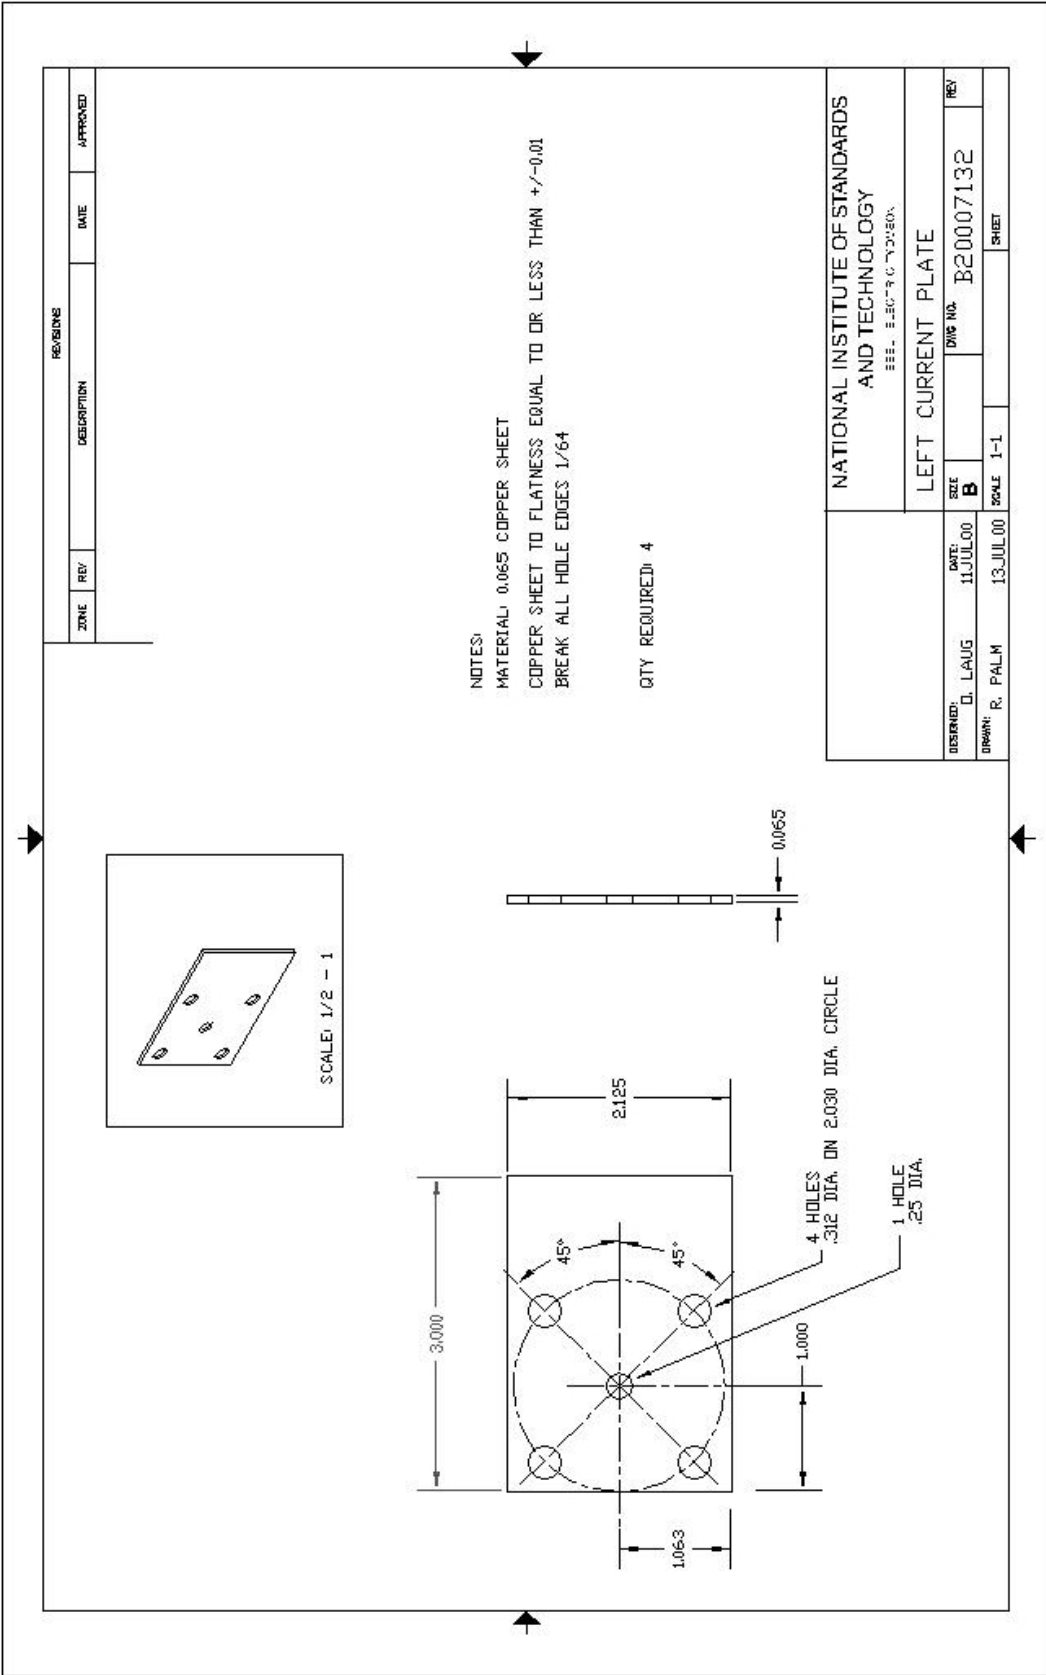 REVISIONS
ZONE REV DESCRIPTION DATE APPROVED
SCALE: 1/2 - 1
NOTES:
MATERIAL: 0.065 COPPER SHEET
COPPER SHEET TO FLATNESS EQUAL TO OR LESS THAN +/-0.01
BREAK ALL HOLE EDGES 1/64
QTY REQUIRED: 4
3.000
45°
45°
2.125
1.063
1.000
0.065
4 HOLES
.312 DIA. ON 2.030 DIA. CIRCLE
1 HOLE
.25 DIA.
NATIONAL INSTITUTE OF STANDARDS
AND TECHNOLOGY
LEFT CURRENT PLATE
DESIGNED: D. LAUG DATE: 11JUL00
SIZE B DWG NO. B20007132 REV
DRAWN: R. PALM 13JUL00
SCALE 1-1 SHEET